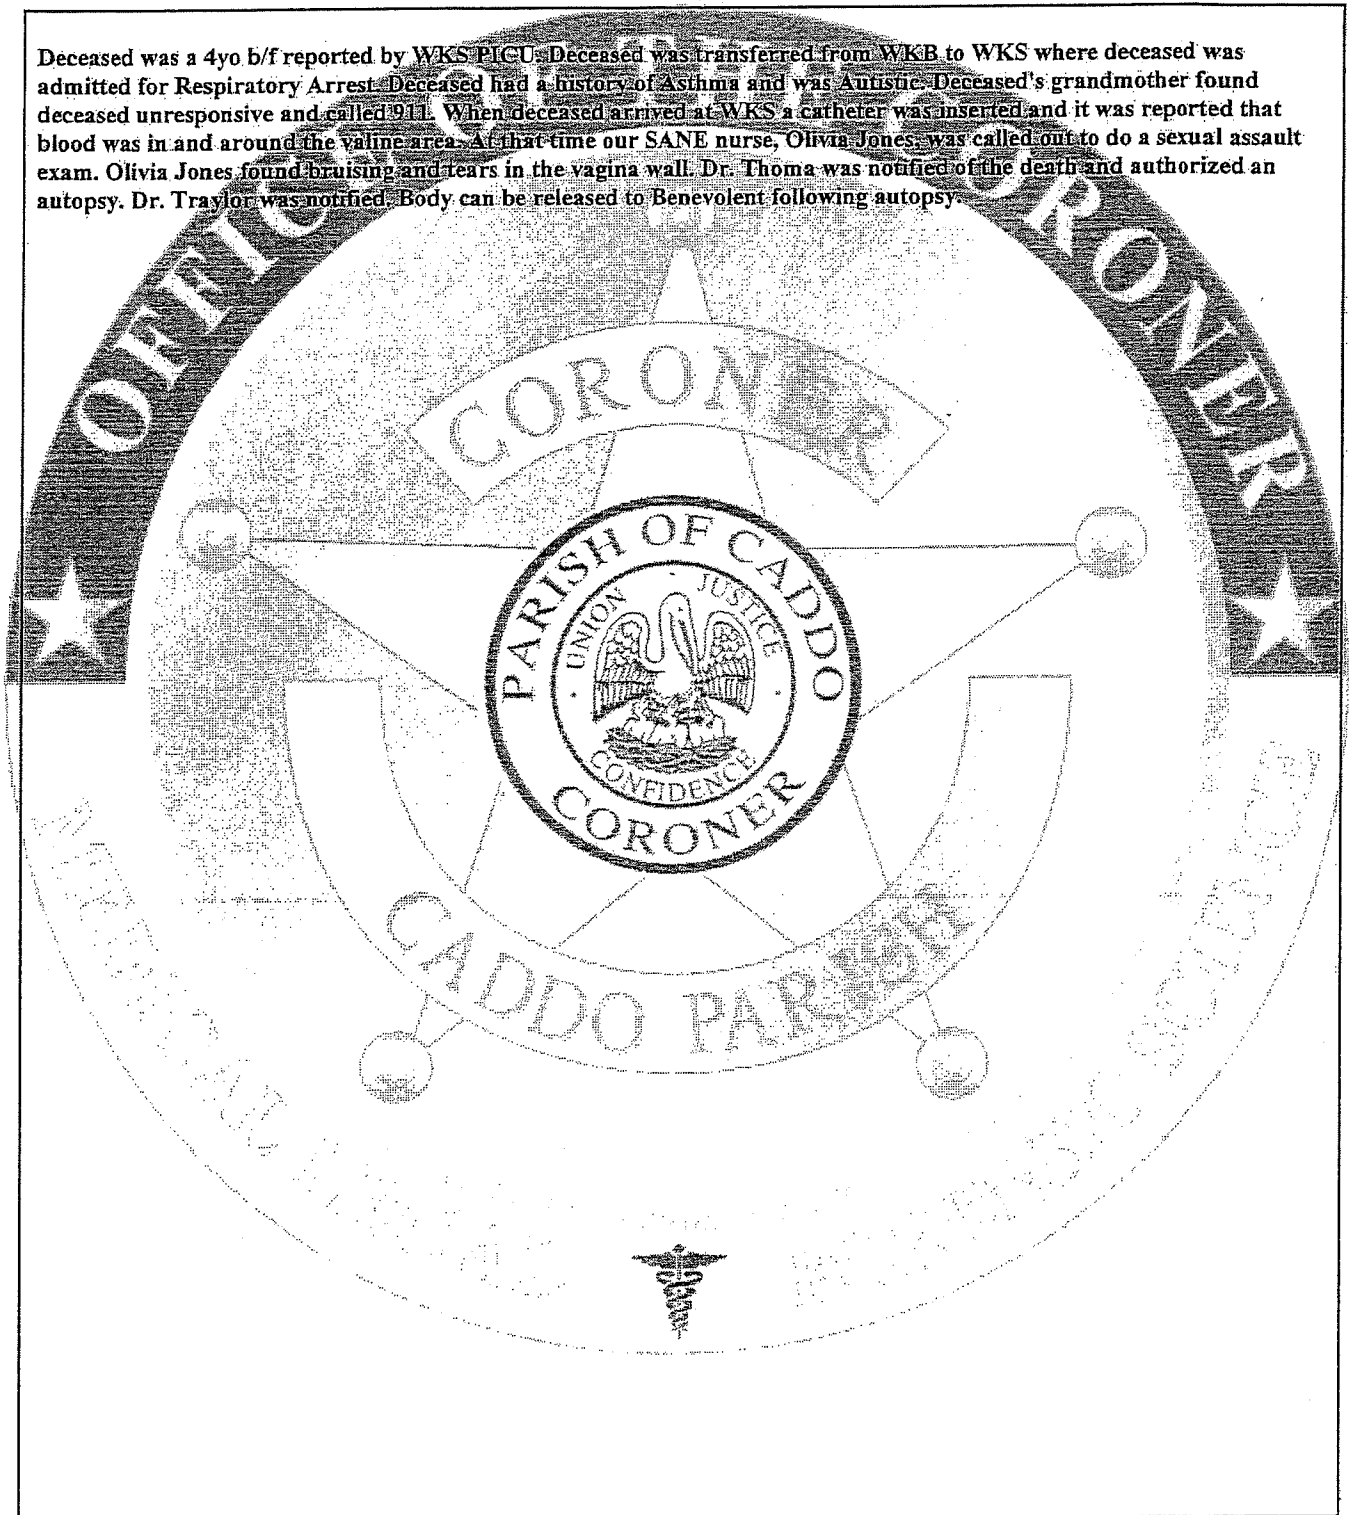 Deceased was a 4yo b/f reported by WKS PICU. Deceased was transferred from WKB to WKS where deceased was
admitted for Respiratory Arrest. Deceased had a history of Asthma and was Autistic. Deceased's grandmother found
deceased unresponsive and called 911. When deceased arrived at WKS a catheter was inserted and it was reported that
blood was in and around the valine area. At that time our SANE nurse, Olivia Jones, was called out to do a sexual assault
exam. Olivia Jones found bruising and tears in the vagina wall. Dr. Thoma was notified of the death and authorized an
autopsy. Dr. Traylor was notified. Body can be released to Benevolent following autopsy.
OFFICE CORONER
CORONER
PARISH OF CADDO
UNION JUSTICE
CONFIDENCE
CORONER
CADDO PARISH
SCIENCES